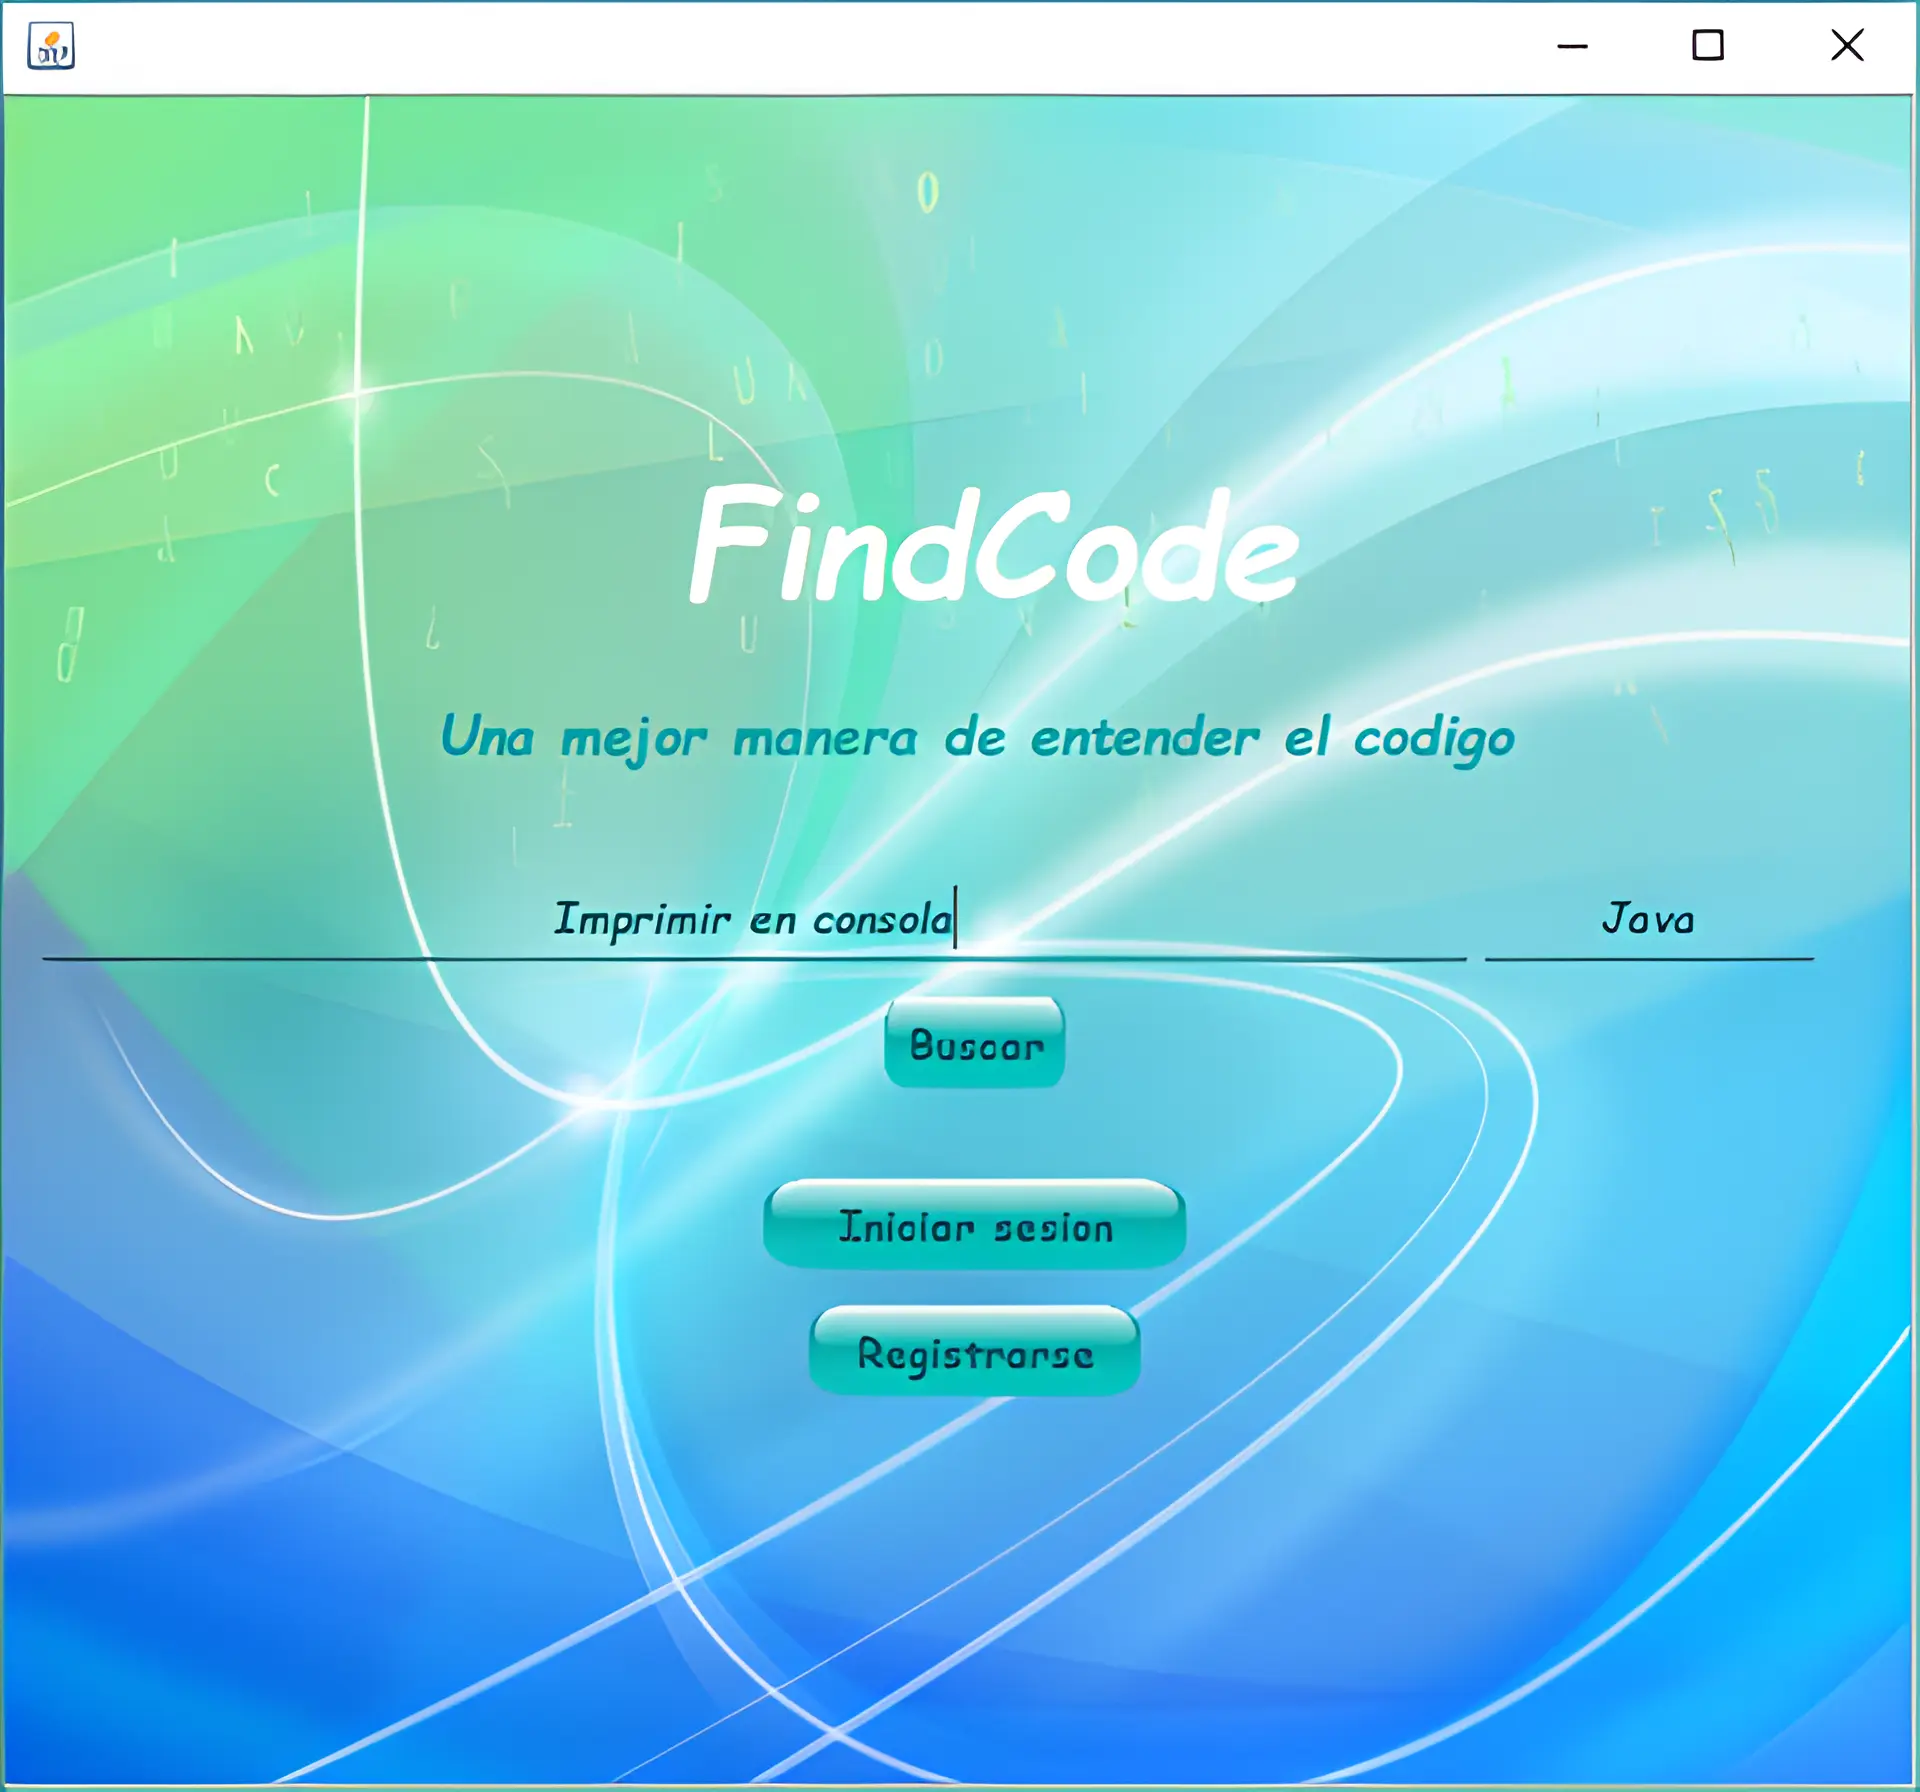 FindCode
Una mejor manera de entender el codigo
Imprimir en consola Java
Buscar
Iniciar sesion
Registrarse